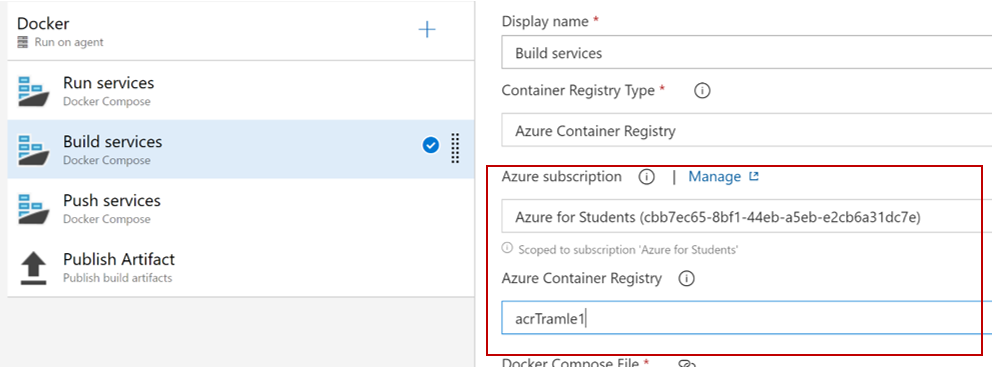 Docker
Run on agent
Run services
Docker Compose
Build services
Docker Compose
Push services
Docker Compose
Publish Artifact
Publish build artifacts
Display name *
Build services
Container Registry Type *
Azure Container Registry
Azure subscription | Manage
Azure for Students (cbb7ec65-8bf1-44eb-a5eb-e2cb6a31dc7e)
Scoped to subscription 'Azure for Students'
Azure Container Registry
acrTramle1
Docker Compose File *